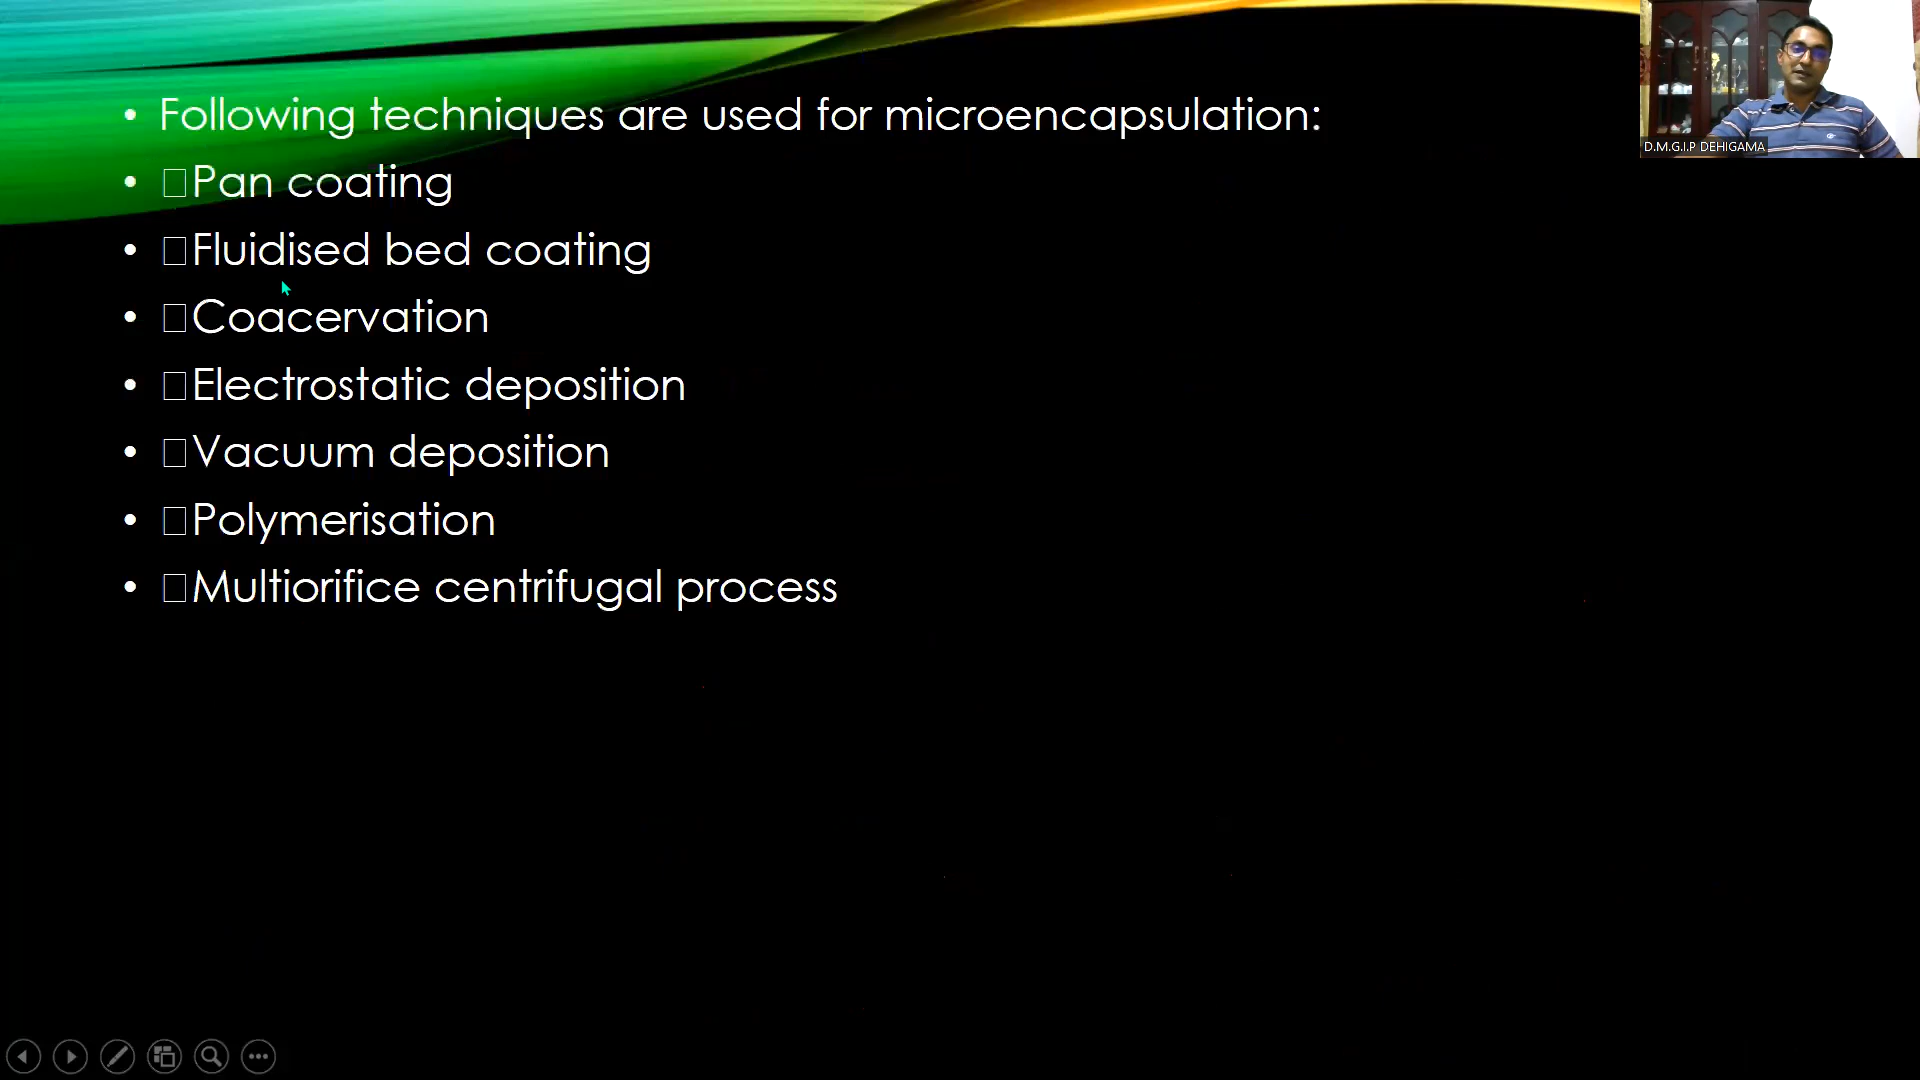 • Following techniques are used for microencapsulation:
• □Pan coating
• □Fluidised bed coating
• □Coacervation
• □Electrostatic deposition
• □Vacuum deposition
• □Polymerisation
• □Multiorifice centrifugal process
D.M.G.I.P DEHIGAMA